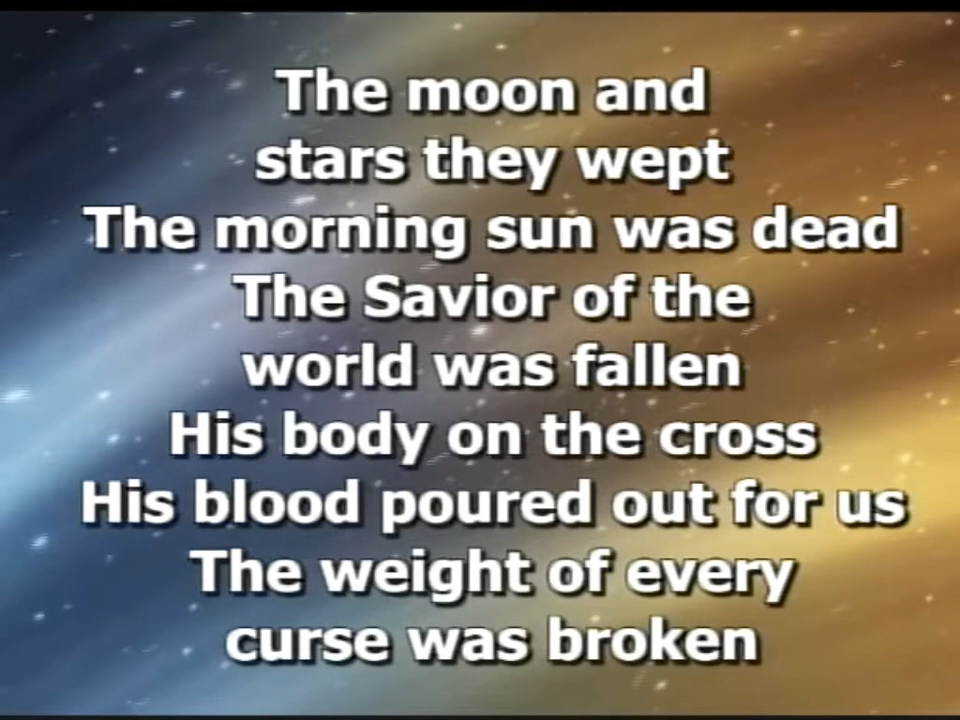 The moon and
stars they wept
The morning sun was dead
The Savior of the
world was fallen
His body on the cross
His blood poured out for us
The weight of every
curse was broken